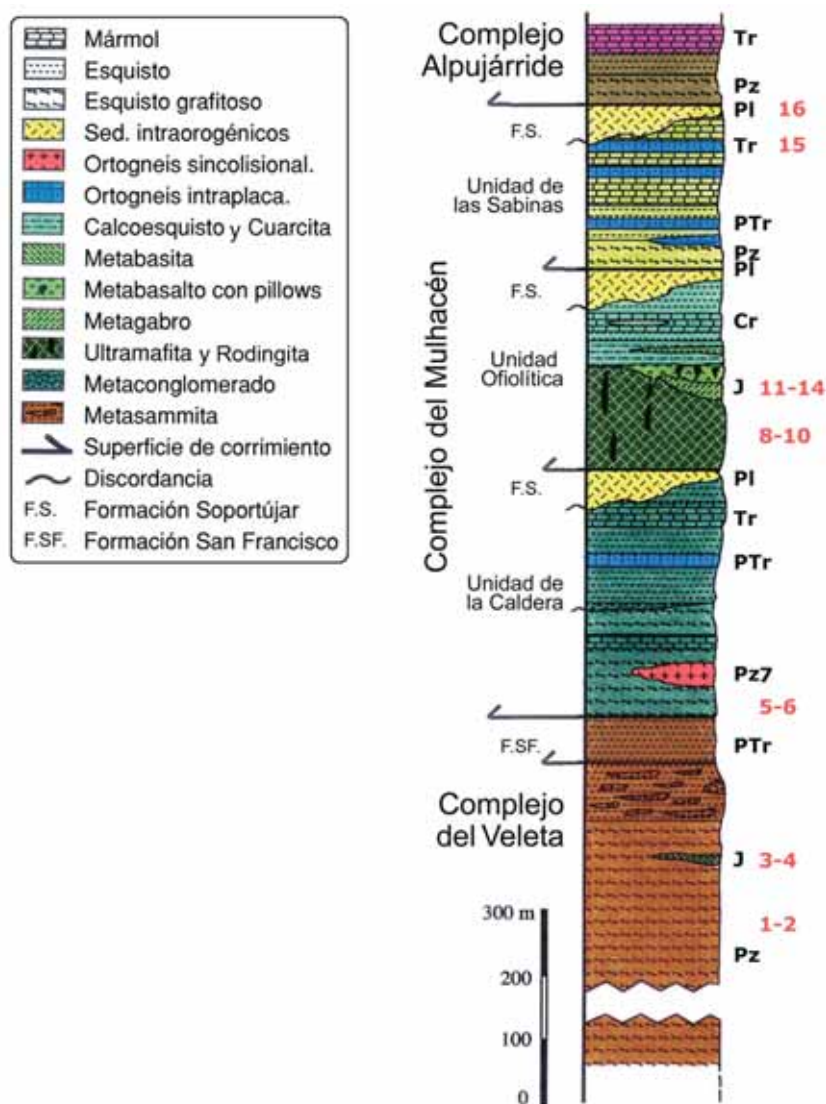 Mármol
Esquisto
Esquisto grafitoso
Sed. intraorogénicos
Ortogneis sincolisional.
Ortogneis intraplaca.
Calcoesquisto y Cuarcita
Metabasita
Metabasalto con pillows
Metagabro
Ultramafita y Rodingita
Metaconglomerado
Metasammita
Superficie de corrimiento
Discordancia
F.S. Formación Soportújar
F.SF. Formación San Francisco
Complejo
Alpujárride
Tr
Pz
Pl 16
F.S.
Tr 15
Unidad de
las Sabinas
PTr
Pz
Pl
F.S.
Cr
Complejo del Mulhacén
Unidad
Ofiolítica
J 11-14
8-10
F.S.
Pl
Tr
PTr
Unidad de
la Caldera
Pz7
5-6
F.SF.
PTr
Complejo
del Veleta
J 3-4
1-2
Pz
300 m
200
100
0